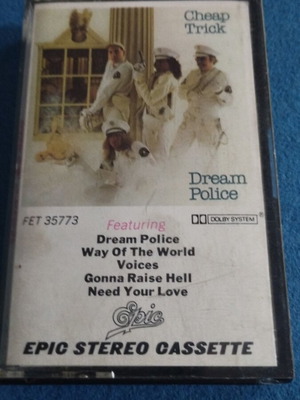 Cheap
Trick
Dream
Police
FET 35773
DOLBY SYSTEM
Featuring
Dream Police
Way Of The World
Voices
Gonna Raise Hell
Need Your Love
Epic
EPIC STEREO CASSETTE